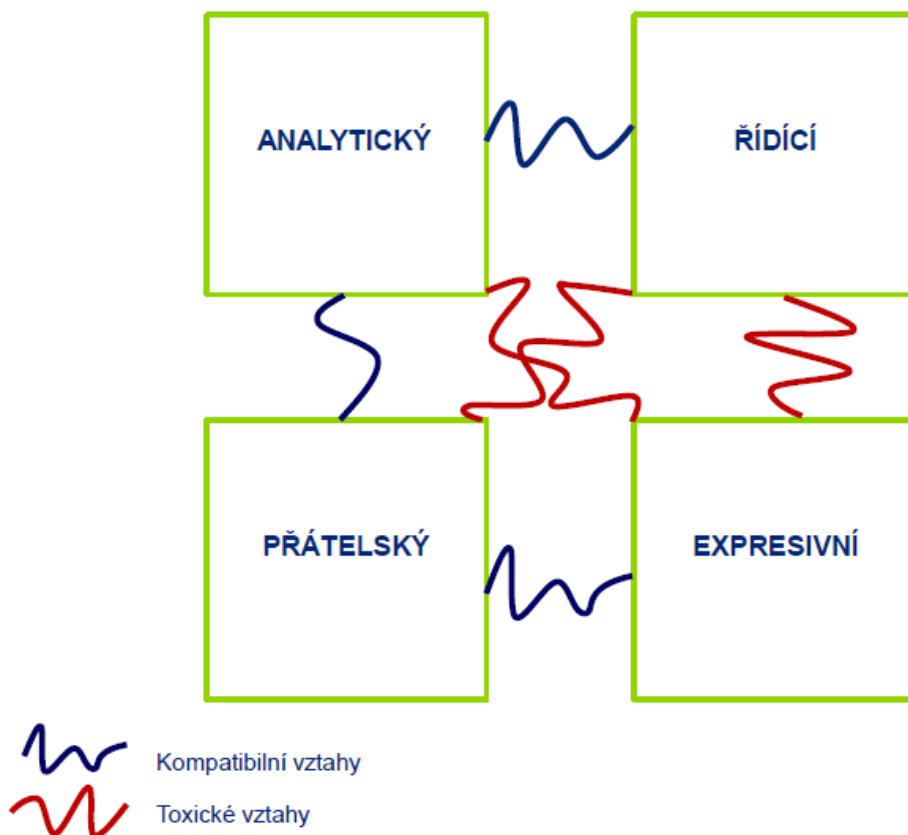 ANALYTICKÝ
ŘÍDÍCÍ
PŘÁTELSKÝ
EXPRESIVNÍ
Kompatibilní vztahy
Toxické vztahy